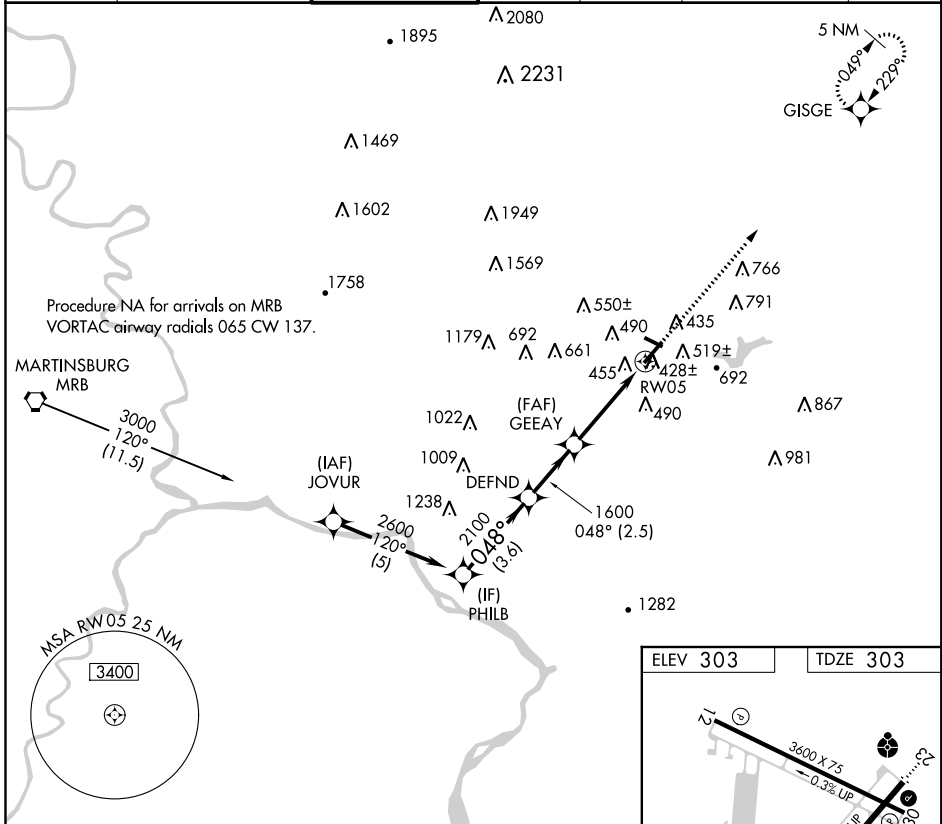 2080
1895
2231
5 NM
049°
229°
GISGE
1469
1602
1949
1569
1758
766
791
Procedure NA for arrivals on MRB
VORTAC airway radials 065 CW 137.
550±
490
435
1179
692
661
519±
455
428±
692
RW05
490
MARTINSBURG
MRB
3000
120°
(11.5)
(FAF)
GEEAY
867
1022
981
1009
(IAF)
JOVUR
DEFND
1238
1600
048° (2.5)
2600
120°
(5)
2100
048°
(3.6)
(IF)
PHILB
1282
MSA RW05 25 NM
3400
ELEV 303
TDZE 303
12
P
3600 X 75
0.3% UP
23
P
30
P
UP